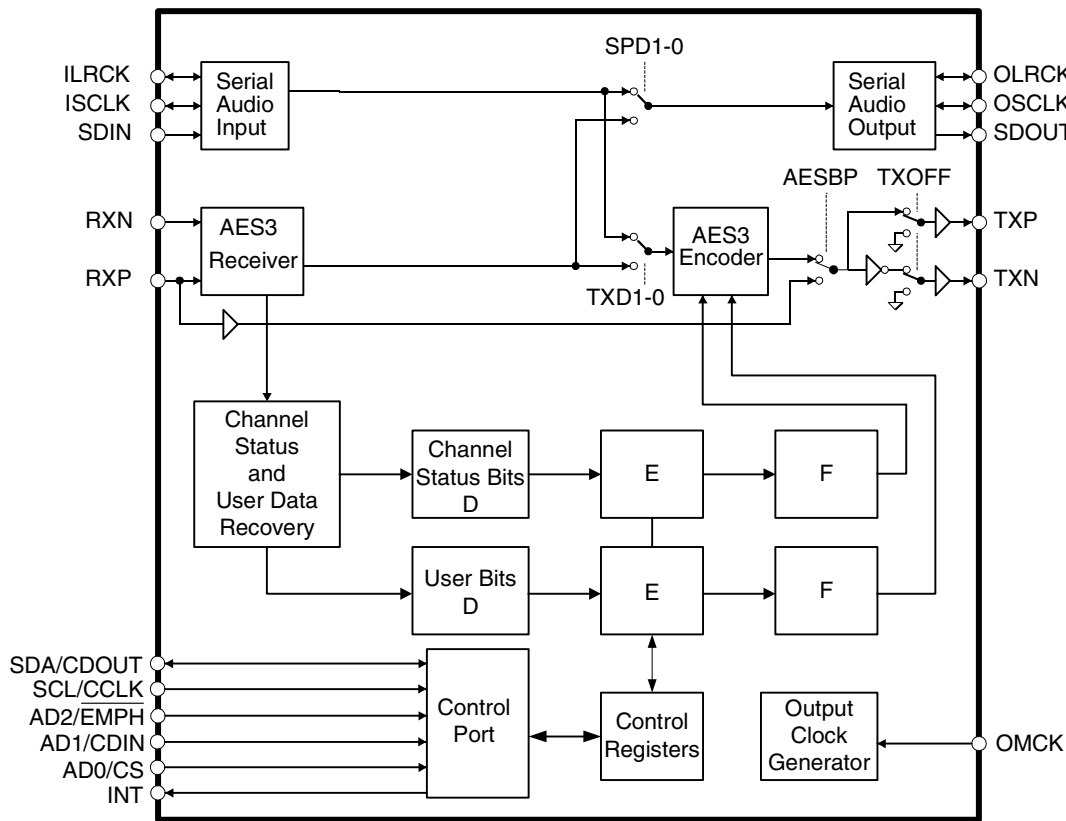 SPD1-0
ILRCK
ISCLK
SDIN
Serial
Audio
Input
Serial
Audio
Output
OLRCK
OSCLK
SDOUT
AESBP
TXOFF
RXN
RXP
AES3
Receiver
TXD1-0
AES3
Encoder
TXP
TXN
Channel
Status
and
User Data
Recovery
Channel
Status Bits
D
E
F
User Bits
D
E
F
SDA/CDOUT
SCL/CCLK
AD2/EMPH
AD1/CDIN
AD0/CS
INT
Control
Port
Control
Registers
Output
Clock
Generator
OMCK